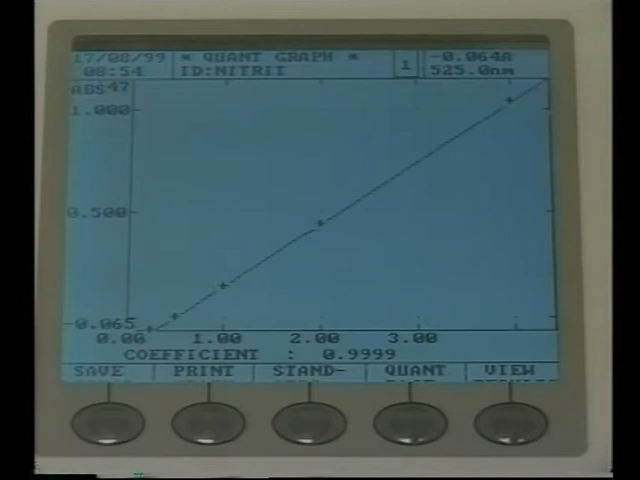 17/08/99 * QUANT GRAPH * 1 -0.064A
08:54 ID:NITRIT 525.0nm
ABS
1.000
0.500
-0.065
0.00 1.00 2.00 3.00
COEFFICIENT : 0.9999
SAVE PRINT STAND- QUANT VIEW